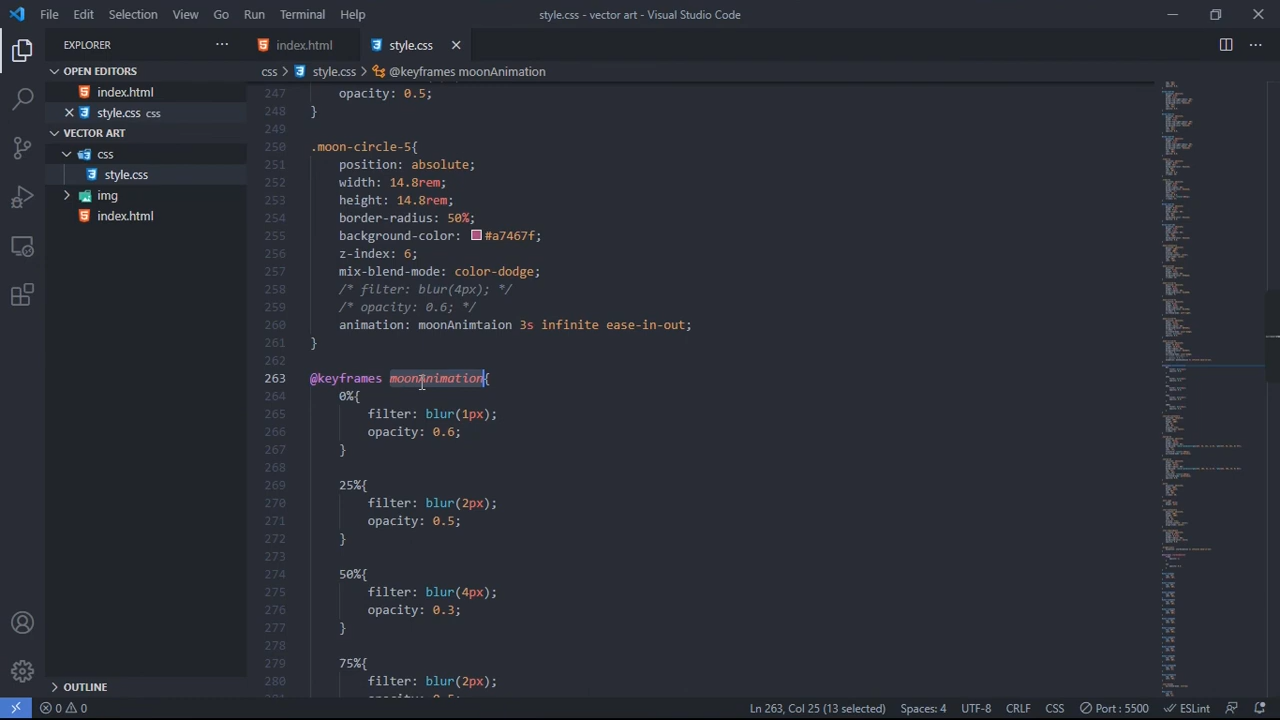 File Edit Selection View Go Run Terminal Help style.css - vector art - Visual Studio Code
EXPLORER index.html style.css
OPEN EDITORS css style.css @keyframes moonAnimation
index.html
style.css css
VECTOR ART
css
style.css
img
index.html
247 opacity: 0.5;
248 }
249
250 .moon-circle-5{
251 position: absolute;
252 width: 14.8rem;
253 height: 14.8rem;
254 border-radius: 50%;
255 background-color: #a7467f;
256 z-index: 6;
257 mix-blend-mode: color-dodge;
258 /* filter: blur(4px); */
259 /* opacity: 0.6; */
260 animation: moonAnimtaion 3s infinite ease-in-out;
261 }
262
263 @keyframes moonAnimation{
264 0%{
265 filter: blur(1px);
266 opacity: 0.6;
267 }
268
269 25%{
270 filter: blur(2px);
271 opacity: 0.5;
272 }
273
274 50%{
275 filter: blur(4px);
276 opacity: 0.3;
277 }
278
279 75%{
280 filter: blur(2px);
OUTLINE
0 0 Ln 263, Col 25 (13 selected) Spaces: 4 UTF-8 CRLF CSS Port : 5500 ESLint